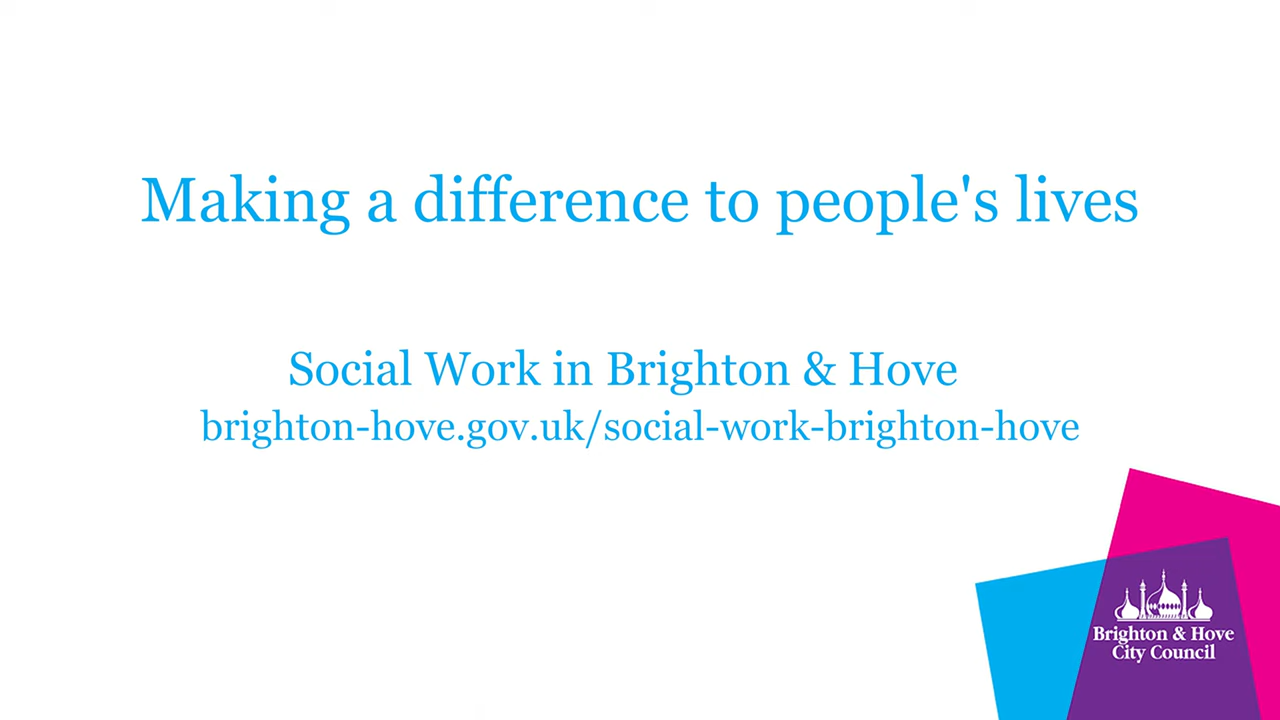 Making a difference to people's lives
Social Work in Brighton & Hove
brighton-hove.gov.uk/social-work-brighton-hove
Brighton & Hove
City Council